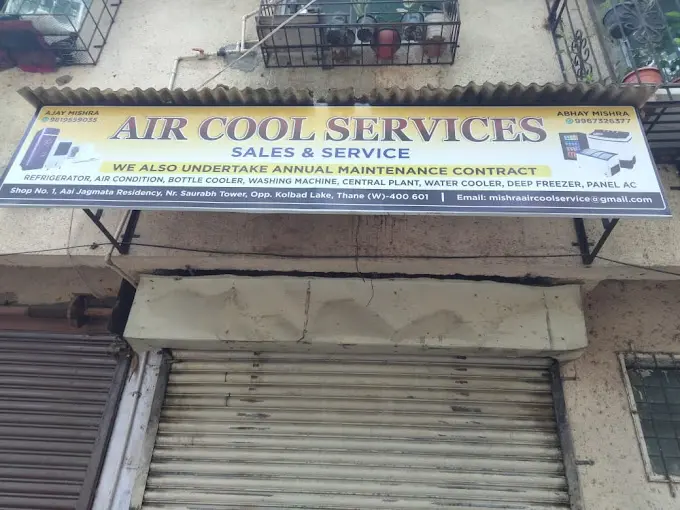 AJAY MISHRA
9819659035
AIR COOL SERVICES
ABHAY MISHRA
9967326377
SALES & SERVICE
WE ALSO UNDERTAKE ANNUAL MAINTENANCE CONTRACT
REFRIGERATOR, AIR CONDITION, BOTTLE COOLER, WASHING MACHINE, CENTRAL PLANT, WATER COOLER, DEEP FREEZER, PANEL AC
Shop No. 1, Aai Jagmata Residency, Nr. Saurabh Tower, Opp. Kolbad Lake, Thane (W)-400 601 | Email: mishraaircoolservice@gmail.com